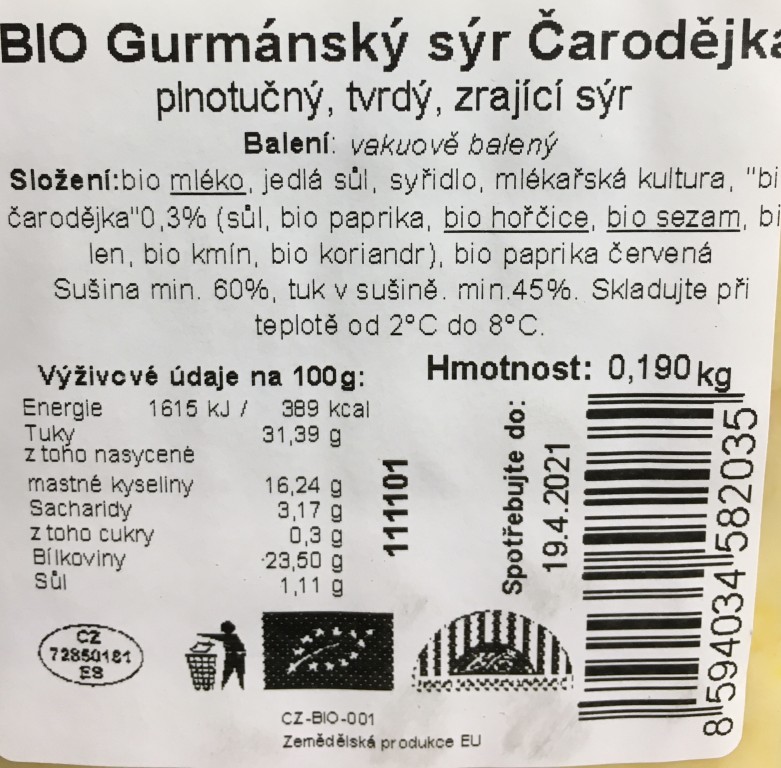 BIO Gurmánský sýr Čarodějka
plnotučný, tvrdý, zrající sýr
Balení: vakuově balený
Složení:bio mléko, jedlá sůl, syřidlo, mlékařská kultura, "bi
čarodějka"0,3% (sůl, bio paprika, bio hořčice, bio sezam, bi
len, bio kmín, bio koriandr), bio paprika červená
Sušina min. 60%, tuk v sušině. min.45%. Skladujte při
teplotě od 2°C do 8°C.
Hmotnost: 0,190 kg
Výživové údaje na 100g:
Energie 1615 kJ / 389 kcal
Tuky 31,39 g
z toho nasycené
mastné kyseliny 16,24 g
Sacharidy 3,17 g
z toho cukry 0,3 g
Bílkoviny 23,50 g
Sůl 1,11 g
111101
Spotřebujte do:
19.4.2021
8 594034 582035
CZ
72850181
ES
CZ-BIO-001
Zemědělská produkce EU